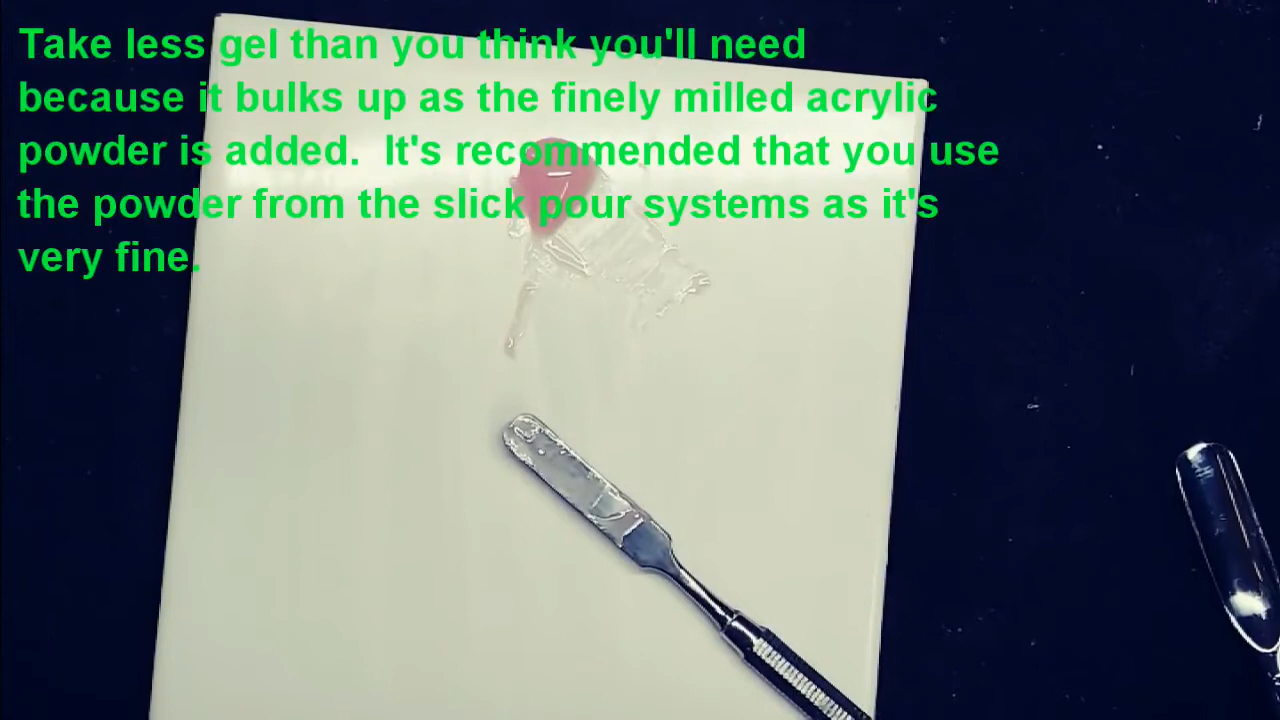 Take less gel than you think you'll need
because it bulks up as the finely milled acrylic
powder is added.  It's recommended that you use
the powder from the slick pour systems as it's
very fine.